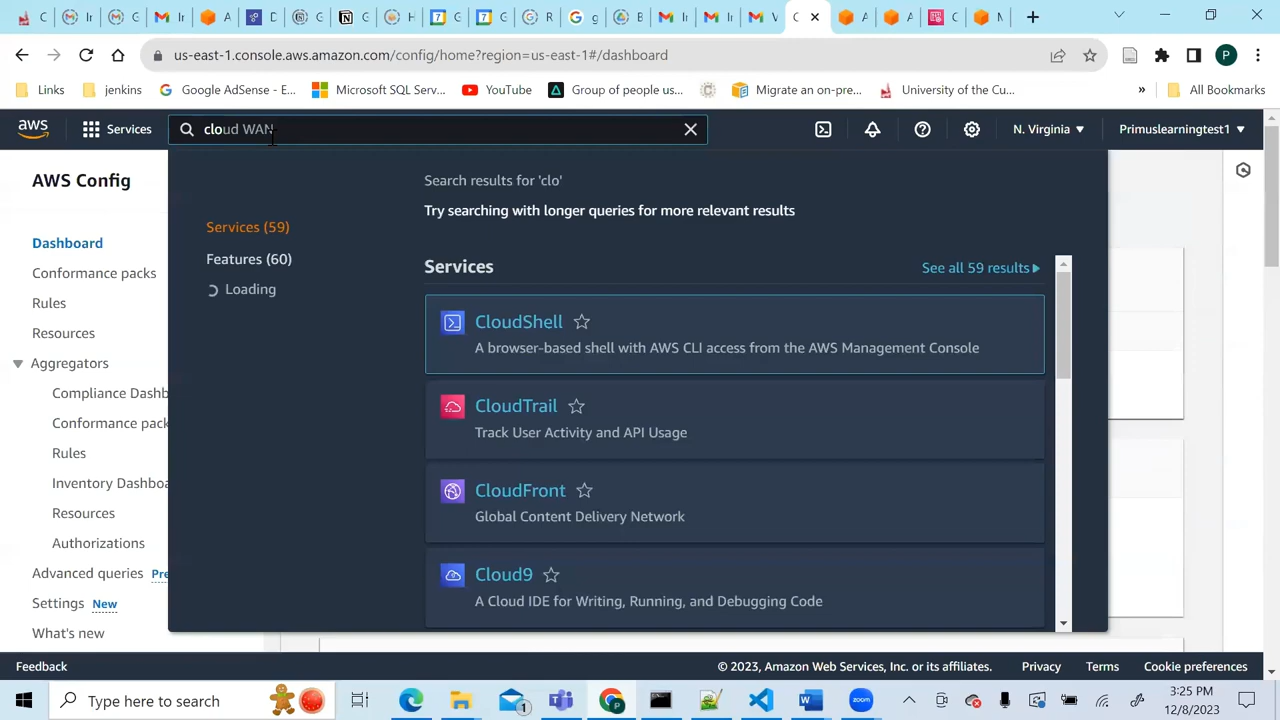 us-east-1.console.aws.amazon.com/config/home?region=us-east-1#/dashboard
P
Links
jenkins
Google AdSense - E...
Microsoft SQL Serv...
YouTube
Group of people us...
Migrate an on-pre...
University of the Cu...
»
All Bookmarks
aws
Services
cloud WAN
N. Virginia
Primuslearningtest1
AWS Config
Dashboard
Conformance packs
Rules
Resources
Aggregators
Compliance Dashb
Conformance pack
Rules
Inventory Dashboa
Resources
Authorizations
Advanced queries Pre
Settings New
What's new
Services (59)
Features (60)
Loading
Search results for 'clo'
Try searching with longer queries for more relevant results
Services
See all 59 results
CloudShell
A browser-based shell with AWS CLI access from the AWS Management Console
CloudTrail
Track User Activity and API Usage
CloudFront
Global Content Delivery Network
Cloud9
A Cloud IDE for Writing, Running, and Debugging Code
Feedback
© 2023, Amazon Web Services, Inc. or its affiliates.
Privacy
Terms
Cookie preferences
Type here to search
1
zoom
3:25 PM
12/8/2023